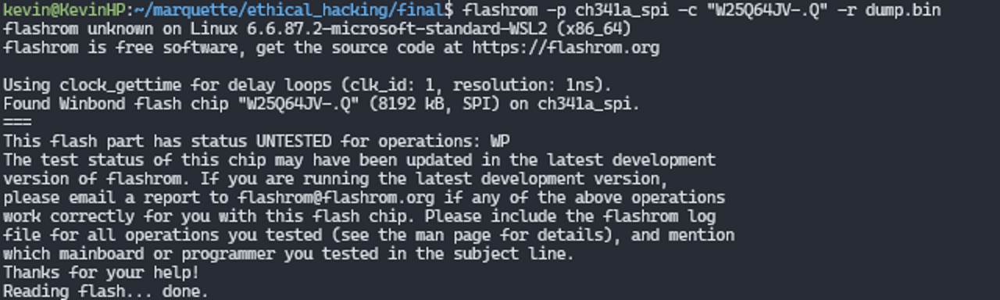 kevin@KevinHP:~/marquette/ethical_hacking/final$ flashrom -p ch341a_spi -c "W25Q64JV-.Q" -r dump.bin
flashrom unknown on Linux 6.6.87.2-microsoft-standard-WSL2 (x86_64)
flashrom is free software, get the source code at https://flashrom.org

Using clock_gettime for delay loops (clk_id: 1, resolution: 1ns).
Found Winbond flash chip "W25Q64JV-.Q" (8192 kB, SPI) on ch341a_spi.
===
This flash part has status UNTESTED for operations: WP
The test status of this chip may have been updated in the latest development
version of flashrom. If you are running the latest development version,
please email a report to flashrom@flashrom.org if any of the above operations
work correctly for you with this flash chip. Please include the flashrom log
file for all operations you tested (see the man page for details), and mention
which mainboard or programmer you tested in the subject line.
Thanks for your help!
Reading flash... done.